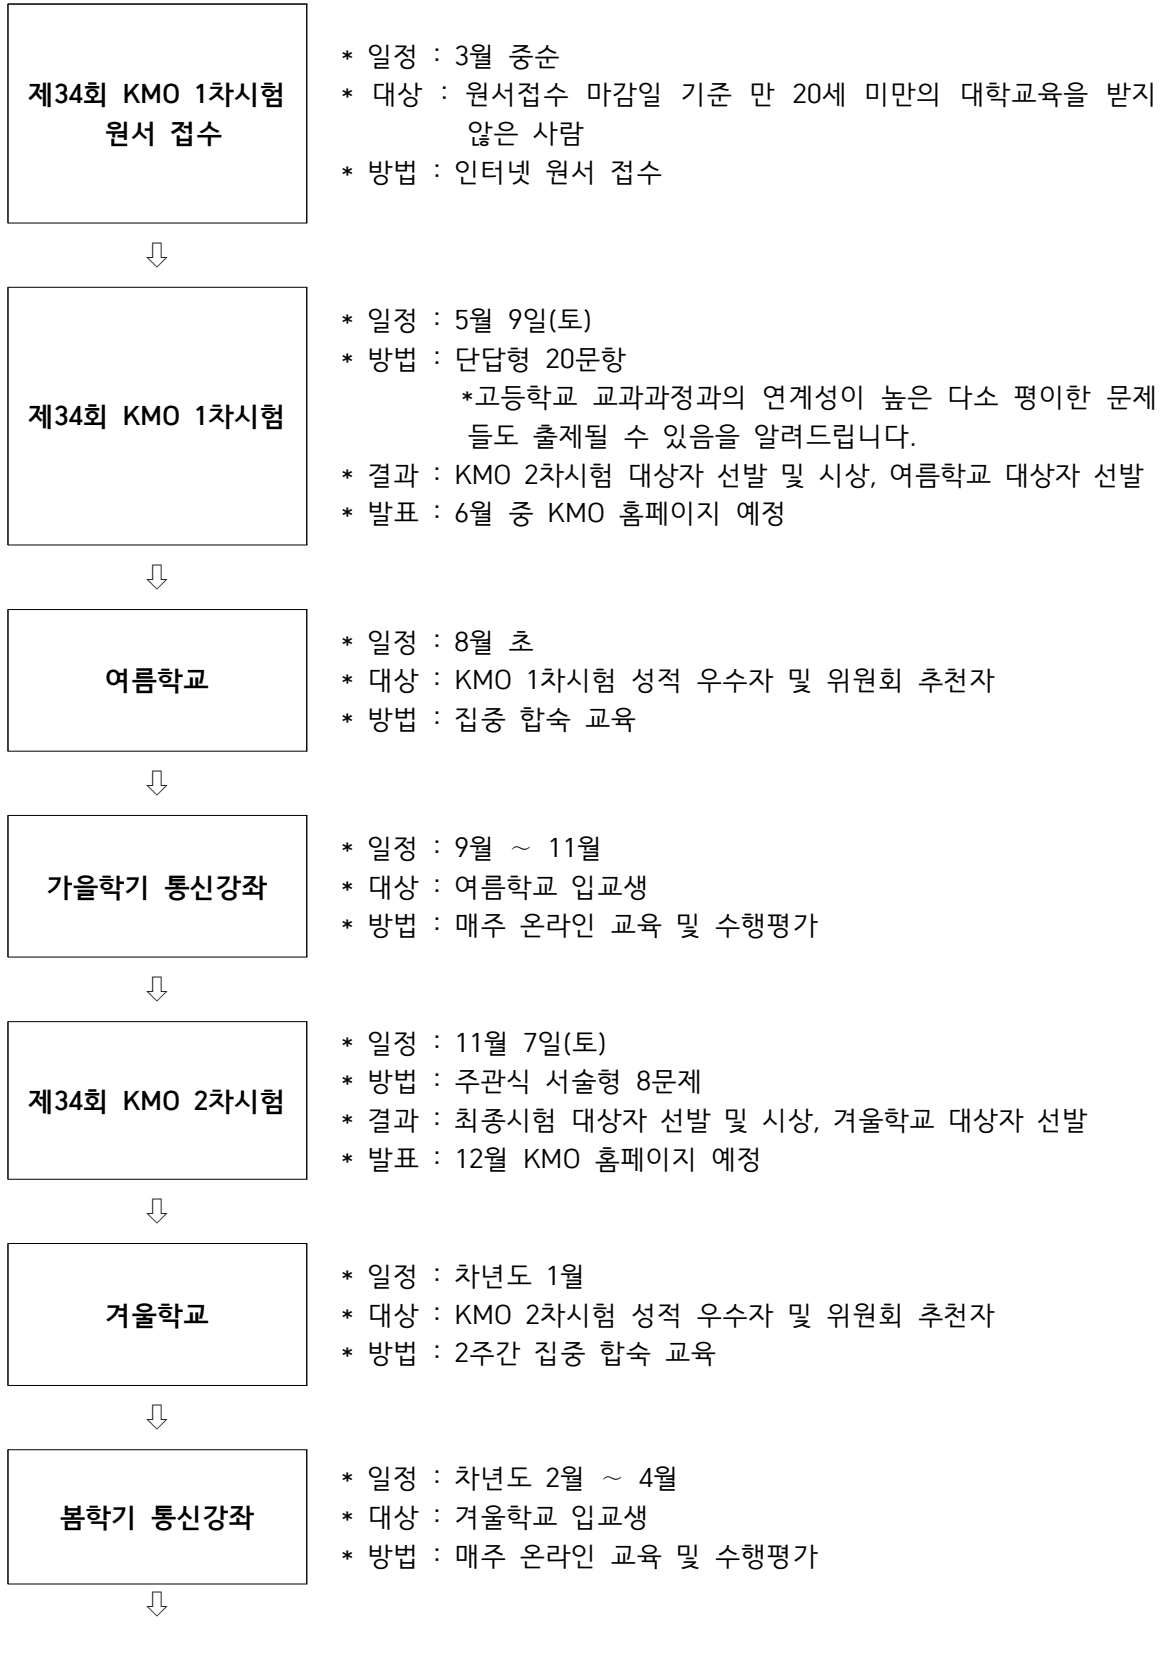 제34회 KMO 1차시험
원서 접수
* 일정 : 3월 중순
* 대상 : 원서접수 마감일 기준 만 20세 미만의 대학교육을 받지
않은 사람
* 방법 : 인터넷 원서 접수
⇩
제34회 KMO 1차시험
* 일정 : 5월 9일(토)
* 방법 : 단답형 20문항
*고등학교 교과과정과의 연계성이 높은 다소 평이한 문제
들도 출제될 수 있음을 알려드립니다.
* 결과 : KMO 2차시험 대상자 선발 및 시상, 여름학교 대상자 선발
* 발표 : 6월 중 KMO 홈페이지 예정
⇩
여름학교
* 일정 : 8월 초
* 대상 : KMO 1차시험 성적 우수자 및 위원회 추천자
* 방법 : 집중 합숙 교육
⇩
가을학기 통신강좌
* 일정 : 9월 ~ 11월
* 대상 : 여름학교 입교생
* 방법 : 매주 온라인 교육 및 수행평가
⇩
제34회 KMO 2차시험
* 일정 : 11월 7일(토)
* 방법 : 주관식 서술형 8문제
* 결과 : 최종시험 대상자 선발 및 시상, 겨울학교 대상자 선발
* 발표 : 12월 KMO 홈페이지 예정
⇩
겨울학교
* 일정 : 차년도 1월
* 대상 : KMO 2차시험 성적 우수자 및 위원회 추천자
* 방법 : 2주간 집중 합숙 교육
⇩
봄학기 통신강좌
* 일정 : 차년도 2월 ~ 4월
* 대상 : 겨울학교 입교생
* 방법 : 매주 온라인 교육 및 수행평가
⇩